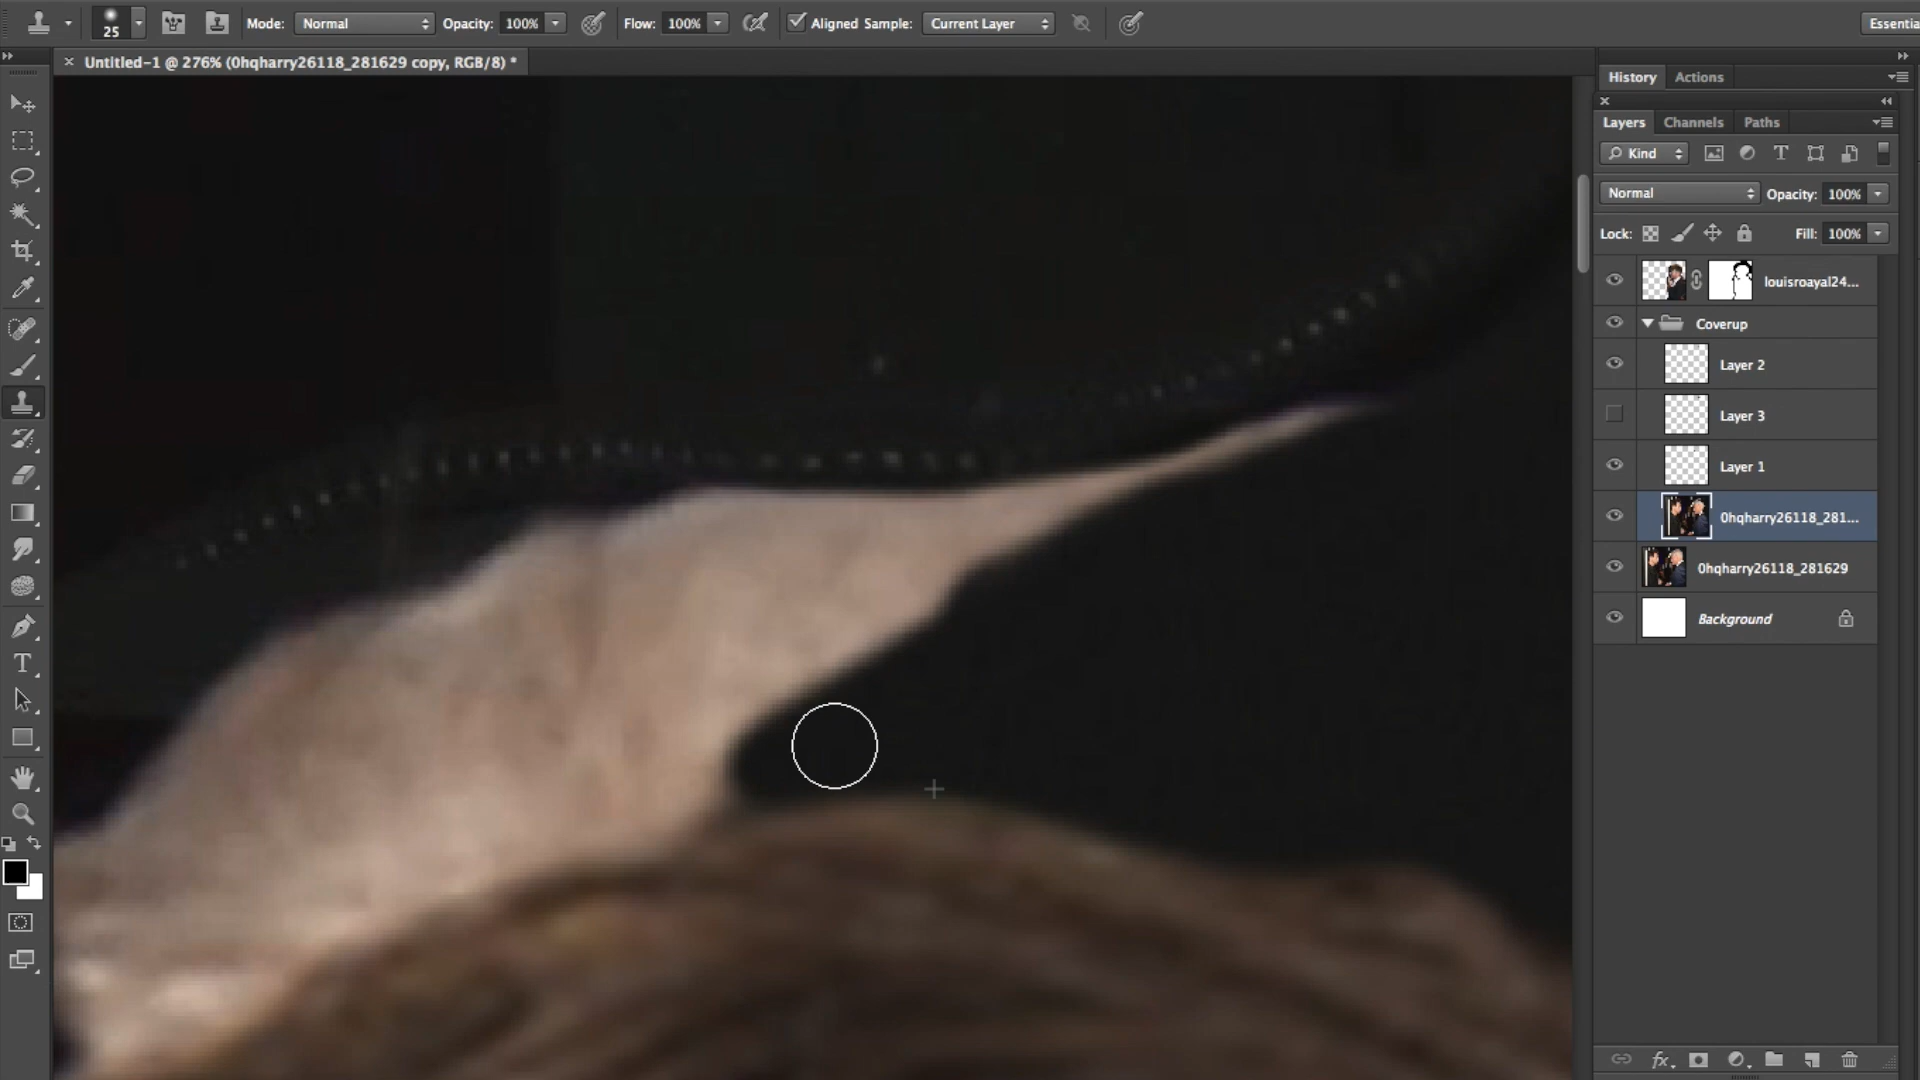 25 Mode: Normal Opacity: 100% Flow: 100% Aligned Sample: Current Layer Essentia
Untitled-1 @ 276% (0hqharry26118_281629 copy, RGB/8) *
History Actions
Layers Channels Paths
Kind T
Normal Opacity: 100%
Lock: Fill: 100%
louisroayal24...
Coverup
Layer 2
Layer 3
Layer 1
0hqharry26118_281...
0hqharry26118_281629
Background
T
fx